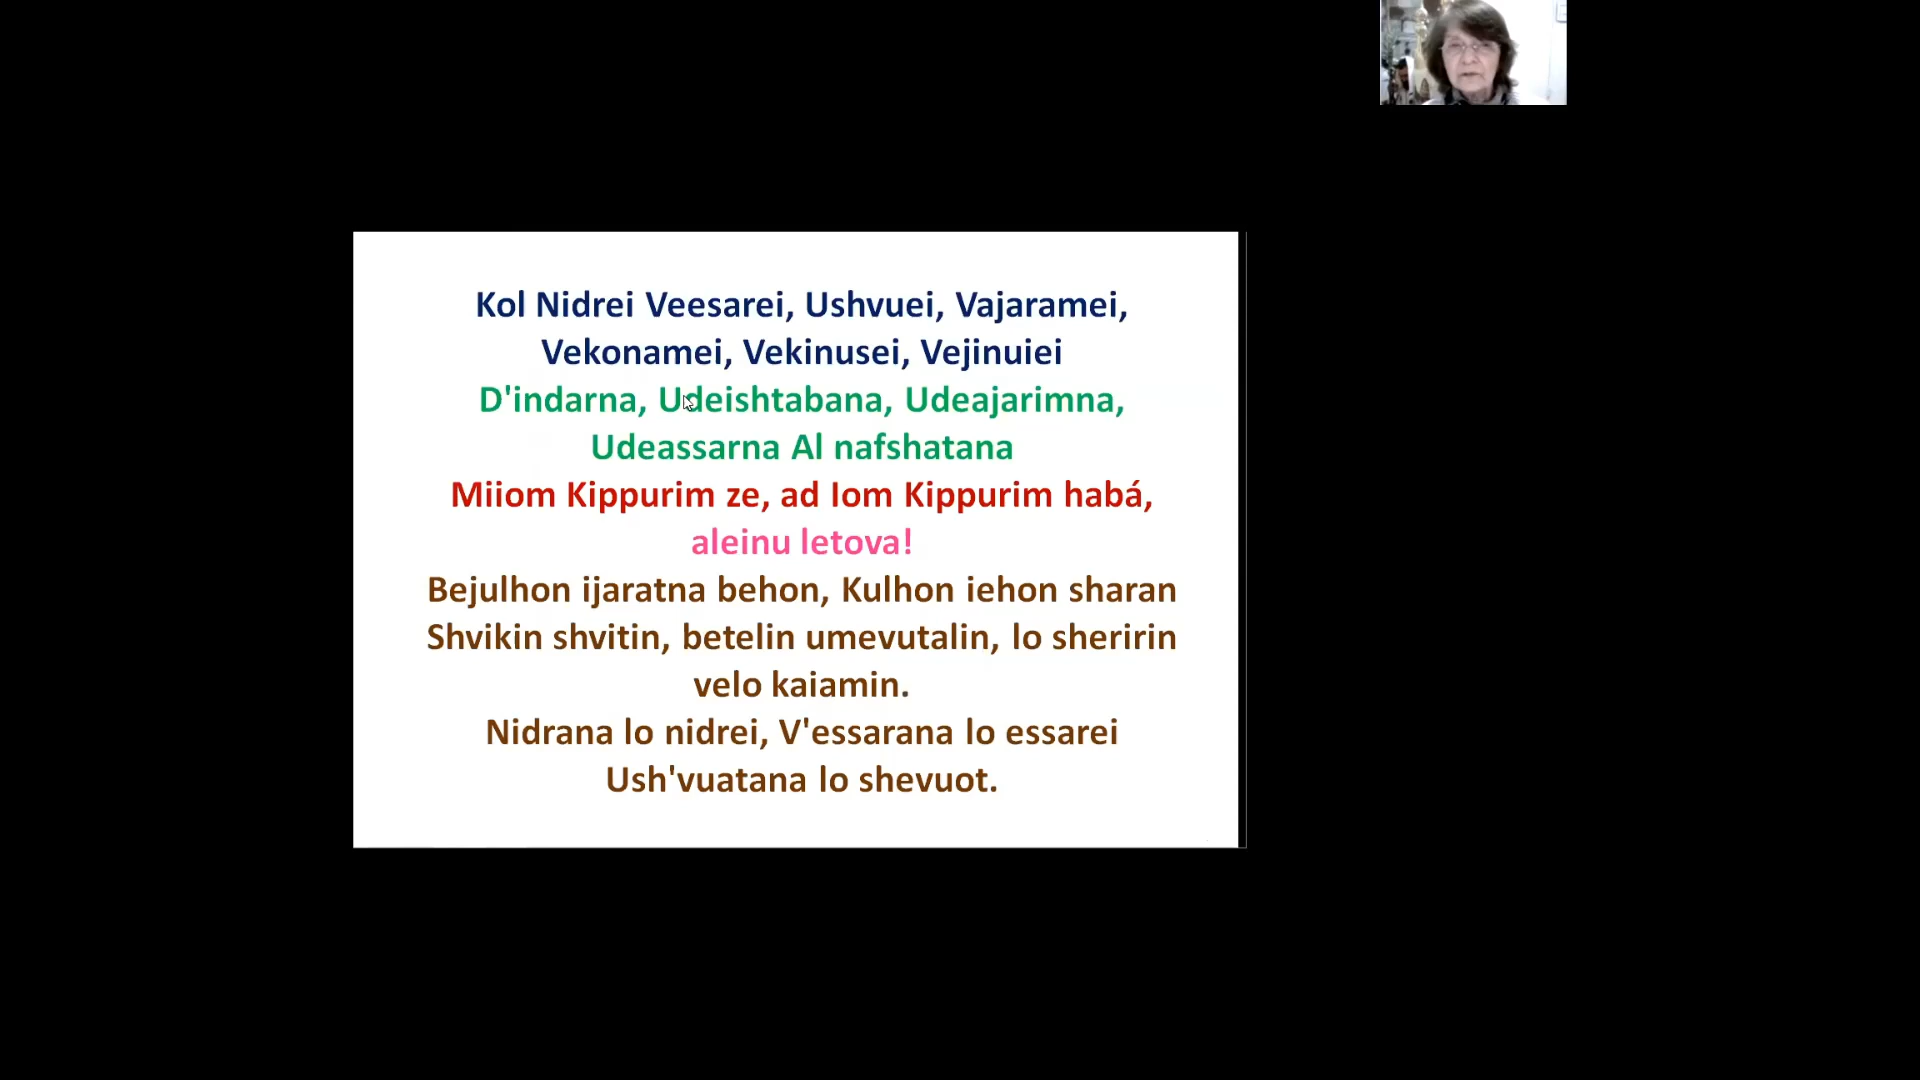 Kol Nidrei Veesarei, Ushvuei, Vajaramei,
Vekonamei, Vekinusei, Vejinuiei
D'indarna, Udeishtabana, Udeajarimna,
Udeassarna Al nafshatana
Miiom Kippurim ze, ad Iom Kippurim habá,
aleinu letova!
Bejulhon ijaratna behon, Kulhon iehon sharan
Shvikin shvitin, betelin umevutalin, lo sheririn
velo kaiamin.
Nidrana lo nidrei, V'essarana lo essarei
Ush'vuatana lo shevuot.